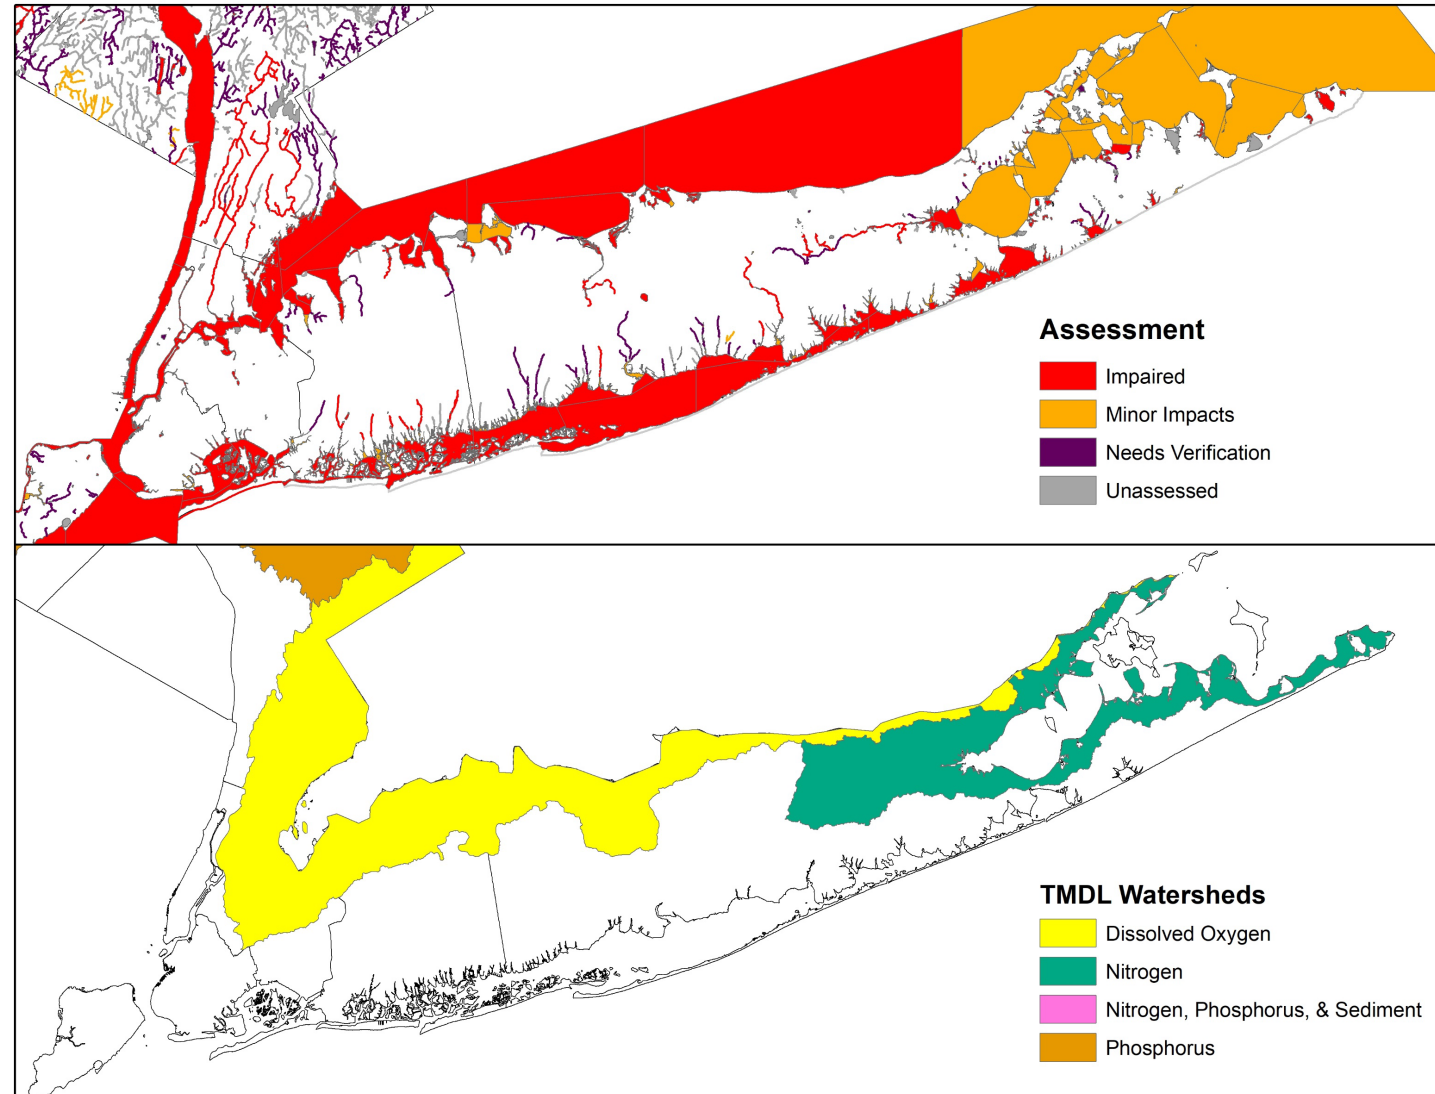 Assessment
Impaired
Minor Impacts
Needs Verification
Unassessed
TMDL Watersheds
Dissolved Oxygen
Nitrogen
Nitrogen, Phosphorus, & Sediment
Phosphorus